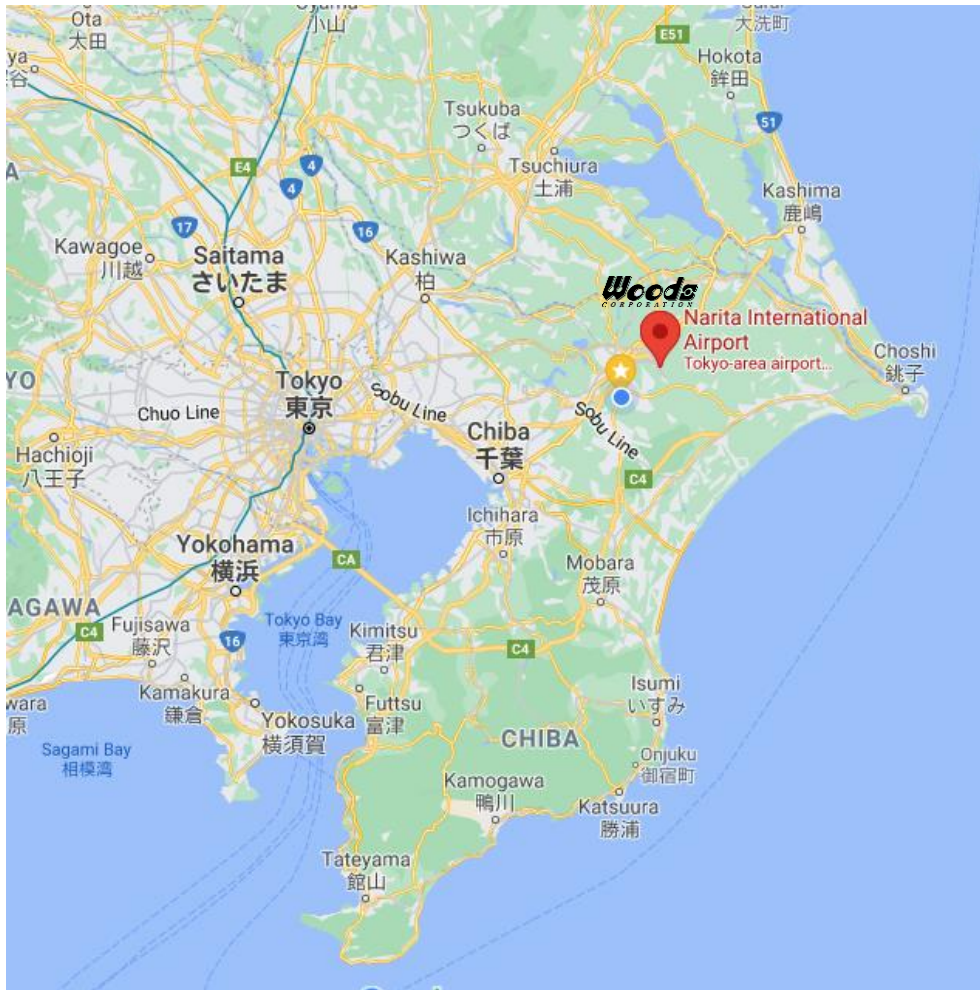 Ota
太田
小山
大洗町
E51
Hokota
鉾田
51
Tsukuba
つくば
Tsuchiura
土浦
E4
4
4
17
16
Kashima
鹿嶋
Kawagoe
川越
Saitama
さいたま
Kashiwa
柏
Woods
CORPORATION
Narita International
Airport
Tokyo-area airport...
Choshi
銚子
YO
Tokyo
東京
Chuo Line
Sobu Line
Sobu Line
Hachioji
八王子
Chiba
千葉
C4
Ichihara
市原
Yokohama
横浜
CA
Mobara
茂原
AGAWA
C4
Fujisawa
藤沢
16
Tokyo Bay
東京湾
Kimitsu
君津
C4
Kamakura
鎌倉
Yokosuka
横須賀
Futtsu
富津
Isumi
いすみ
wara
原
Sagami Bay
相模湾
CHIBA
Onjuku
御宿町
Kamogawa
鴨川
Katsuura
勝浦
Tateyama
館山